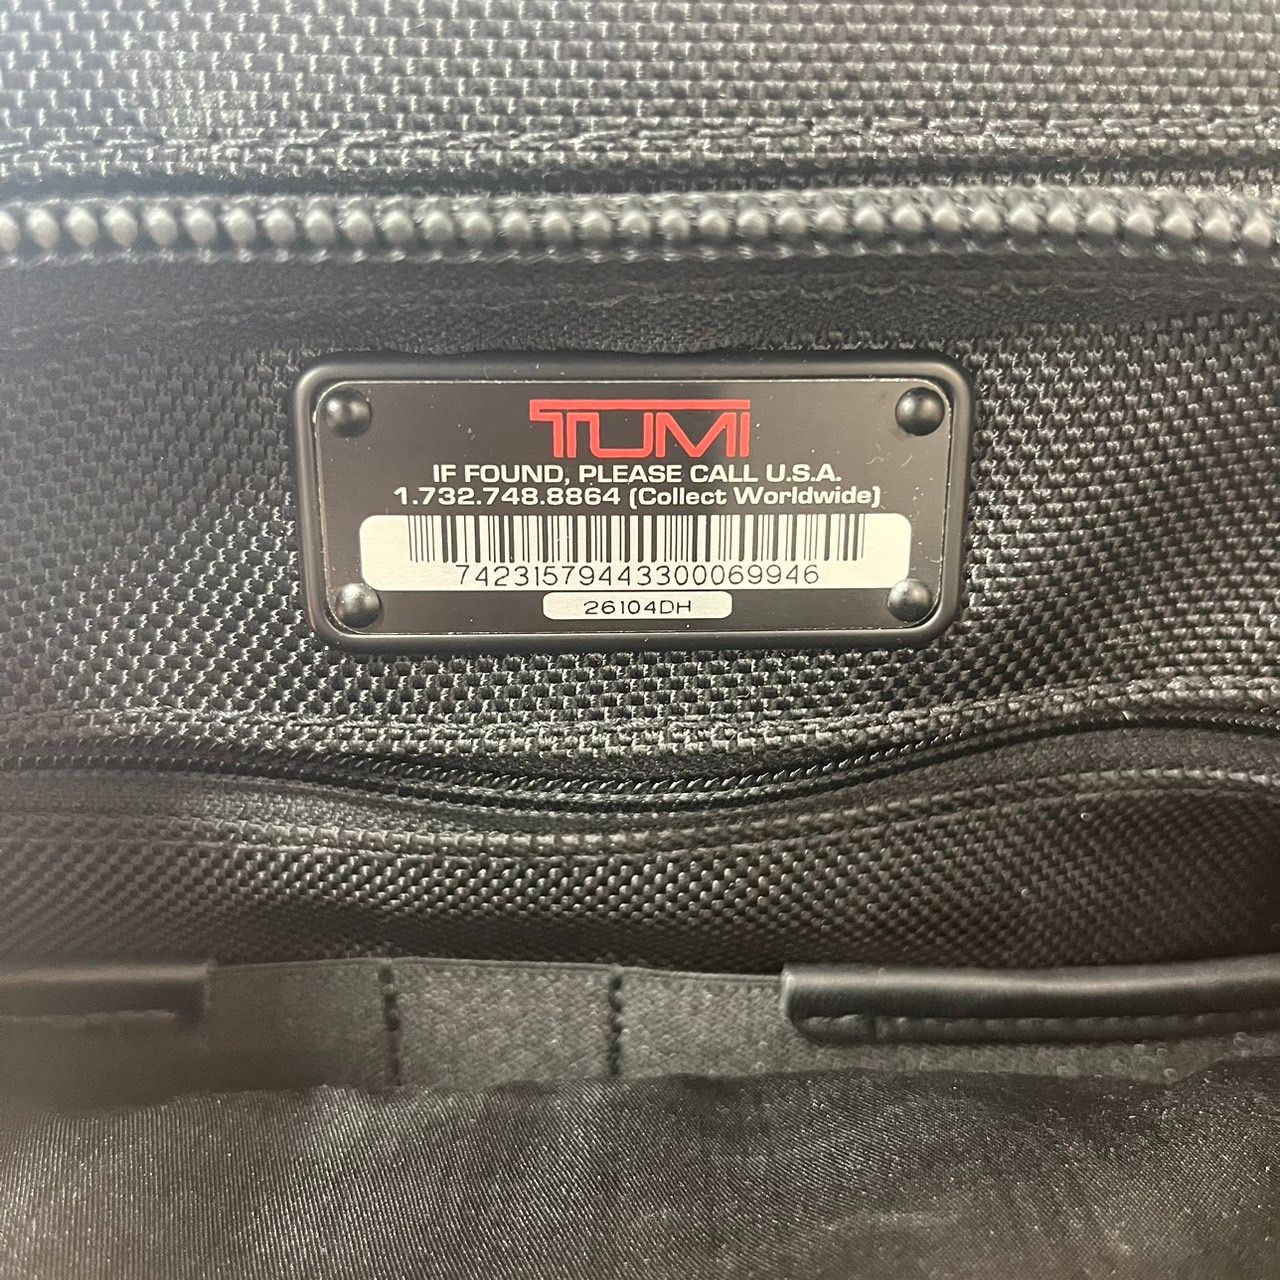 TUMI
IF FOUND, PLEASE CALL U.S.A.
1.732.748.8864 (Collect Worldwide)
74231579443300069946
26104DH